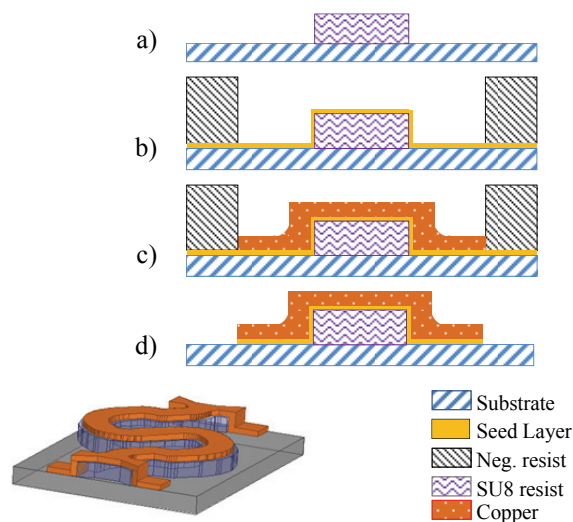 a)
b)
c)
d)
Substrate
Seed Layer
Neg. resist
SU8 resist
Copper